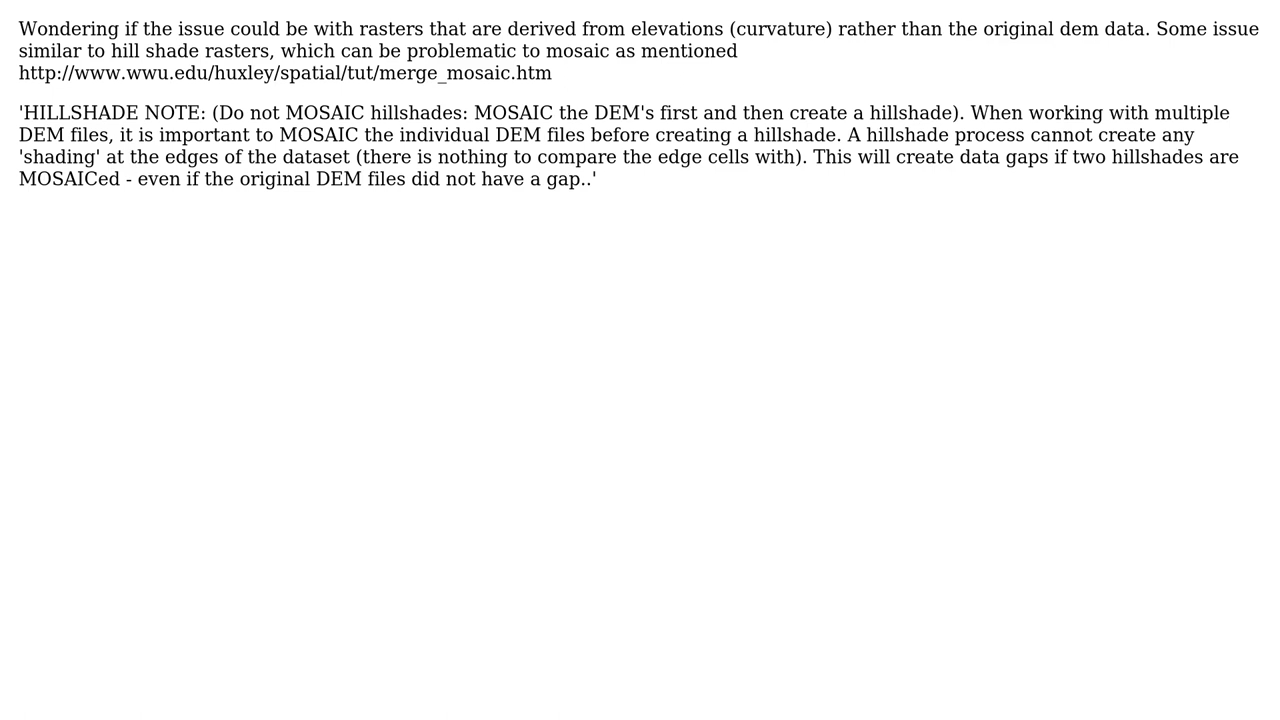 Wondering if the issue could be with rasters that are derived from elevations (curvature) rather than the original dem data. Some issue
similar to hill shade rasters, which can be problematic to mosaic as mentioned
http://www.wwu.edu/huxley/spatial/tut/merge_mosaic.htm
'HILLSHADE NOTE: (Do not MOSAIC hillshades: MOSAIC the DEM's first and then create a hillshade). When working with multiple
DEM files, it is important to MOSAIC the individual DEM files before creating a hillshade. A hillshade process cannot create any
'shading' at the edges of the dataset (there is nothing to compare the edge cells with). This will create data gaps if two hillshades are
MOSAICed - even if the original DEM files did not have a gap..'